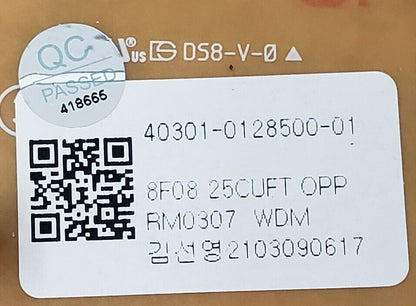 QC
PASSED
418665
US DS8-V-0
40301-0128500-01
8F08 25CUFT OPP
RM0307 WDM
김선영2103090617